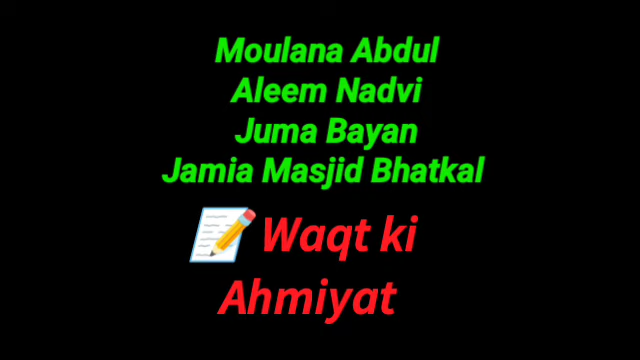 Moulana Abdul
Aleem Nadvi
Juma Bayan
Jamia Masjid Bhatkal
📝 Waqt ki
Ahmiyat